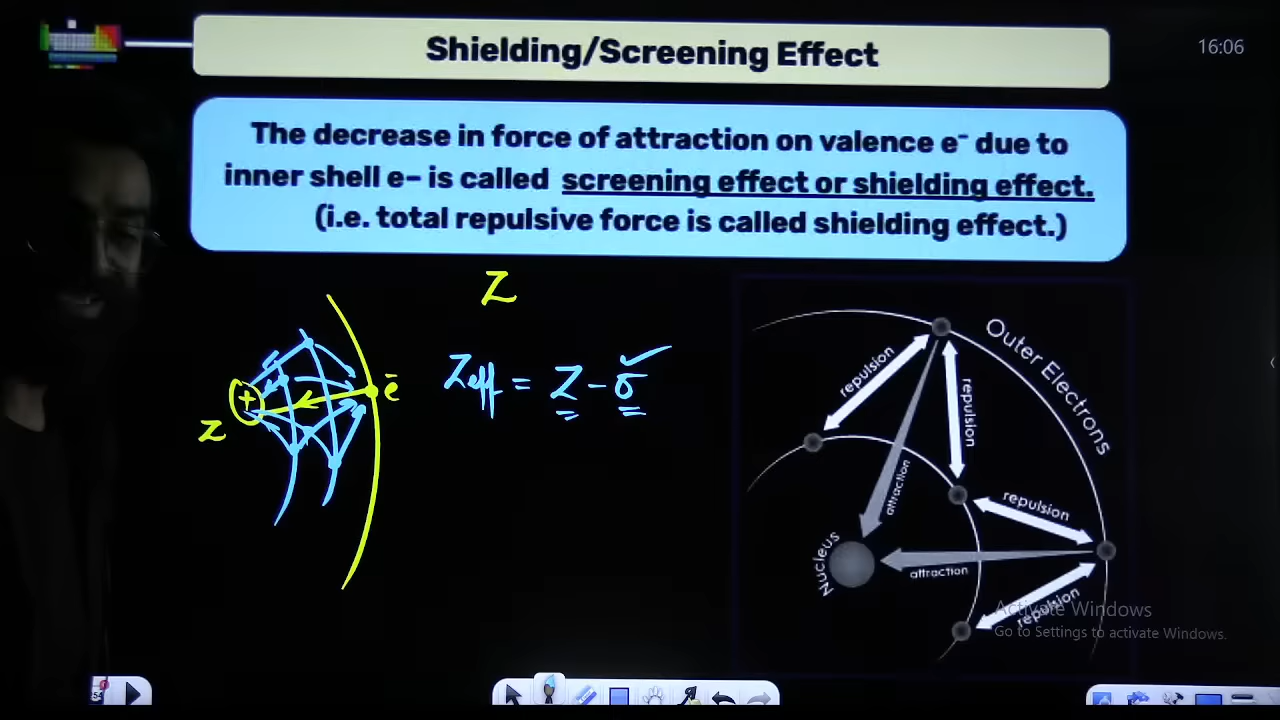 Shielding/Screening Effect
16:06
The decrease in force of attraction on valence e⁻ due to
inner shell e– is called screening effect or shielding effect.
(i.e. total repulsive force is called shielding effect.)
Z
Zeff = Z - σ
+
ē
Z
Outer Electrons
repulsion
repulsion
attraction
repulsion
Nucleus
attraction
repulsion
Activate Windows
Go to Settings to activate Windows.
54